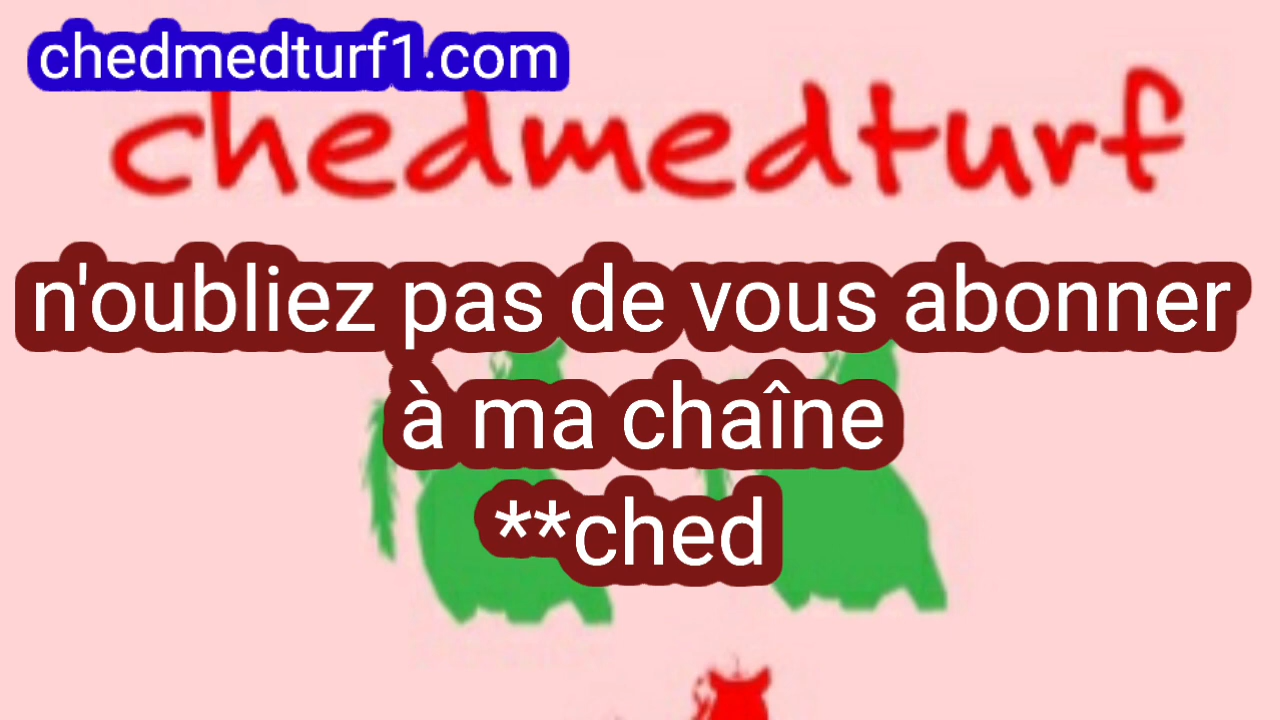 chedmedturf1.com
chedmedturf
n'oubliez pas de vous abonner
à ma chaîne
**ched